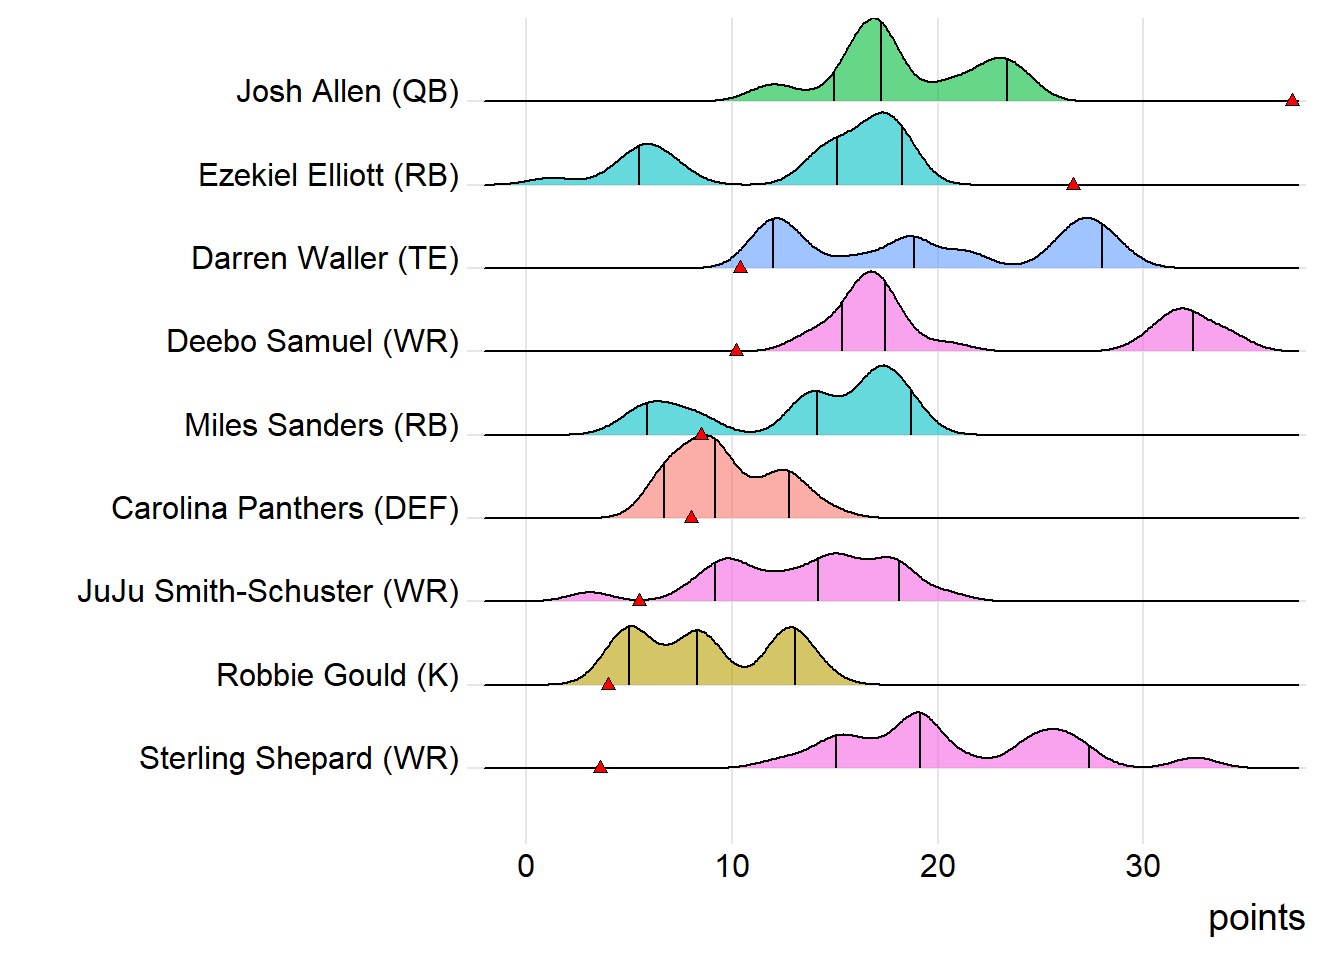 Josh Allen (QB)
Ezekiel Elliott (RB)
Darren Waller (TE)
Deebo Samuel (WR)
Miles Sanders (RB)
Carolina Panthers (DEF)
JuJu Smith-Schuster (WR)
Robbie Gould (K)
Sterling Shepard (WR)
0 10 20 30
points